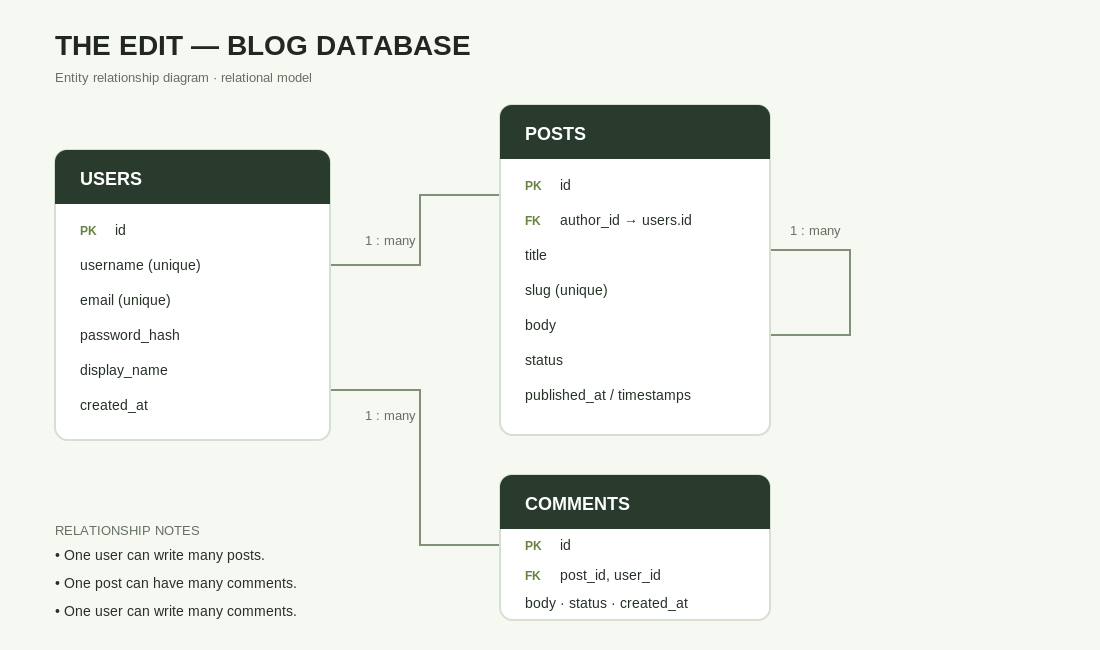 THE EDIT — BLOG DATABASE
Entity relationship diagram · relational model
USERS
PK id
username (unique)
email (unique)
password_hash
display_name
created_at
1 : many
1 : many
POSTS
PK id
FK author_id → users.id
title
slug (unique)
body
status
published_at / timestamps
1 : many
COMMENTS
PK id
FK post_id, user_id
body · status · created_at
RELATIONSHIP NOTES
• One user can write many posts.
• One post can have many comments.
• One user can write many comments.